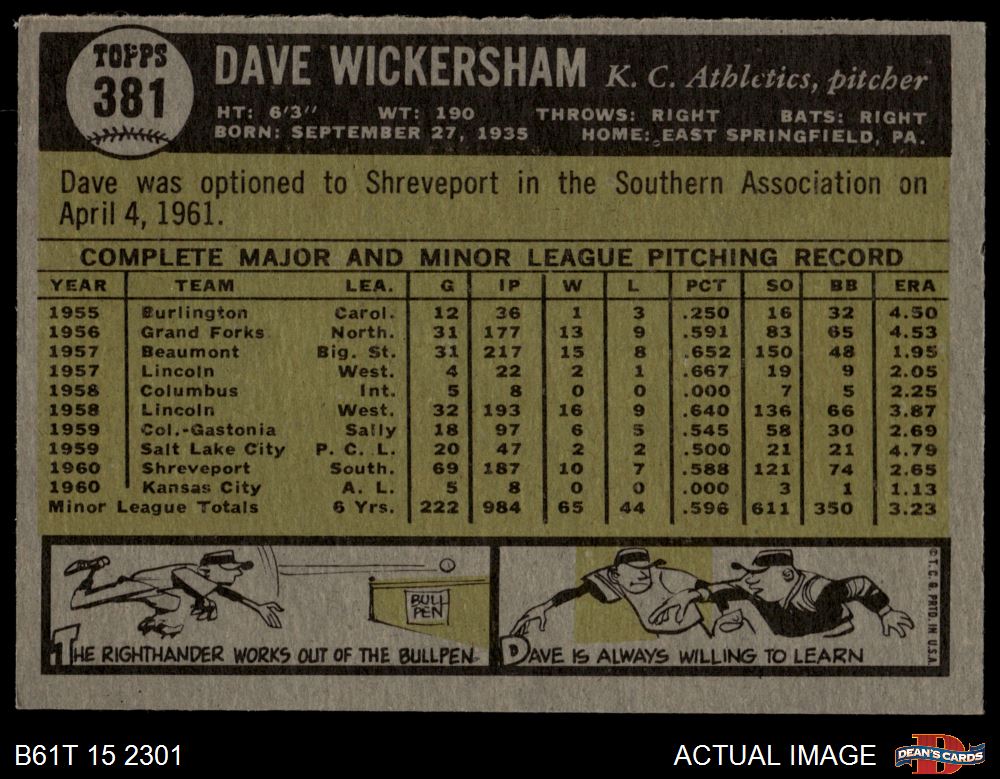 TOPPS
381
DAVE WICKERSHAM K. C. Athletics, pitcher
HT: 6'3" WT: 190 THROWS: RIGHT BATS: RIGHT
BORN: SEPTEMBER 27, 1935 HOME: EAST SPRINGFIELD, PA.
Dave was optioned to Shreveport in the Southern Association on
April 4, 1961.
COMPLETE MAJOR AND MINOR LEAGUE PITCHING RECORD
YEAR TEAM LEA. G IP W L PCT SO BB ERA
1955 Burlington Carol. 12 36 1 3 .250 16 32 4.50
1956 Grand Forks North. 31 177 13 9 .591 83 65 4.53
1957 Beaumont Big. St. 31 217 15 8 .652 150 48 1.95
1957 Lincoln West. 4 22 2 1 .667 19 9 2.05
1958 Columbus Int. 5 8 0 0 .000 7 5 2.25
1958 Lincoln West. 32 193 16 9 .640 136 66 3.87
1959 Col.-Gastonia Sally 18 97 6 5 .545 58 30 2.69
1959 Salt Lake City P. C. L. 20 47 2 2 .500 21 21 4.79
1960 Shreveport South. 69 187 10 7 .588 121 74 2.65
1960 Kansas City A. L. 5 8 0 0 .000 3 1 1.13
Minor League Totals 6 Yrs. 222 984 65 44 .596 611 350 3.23
BULL
PEN
THE RIGHTHANDER WORKS OUT OF THE BULLPEN
DAVE IS ALWAYS WILLING TO LEARN
© T. C. G. PRTD. IN U.S.A.
B61T 15 2301
ACTUAL IMAGE
DEAN'S CARDS